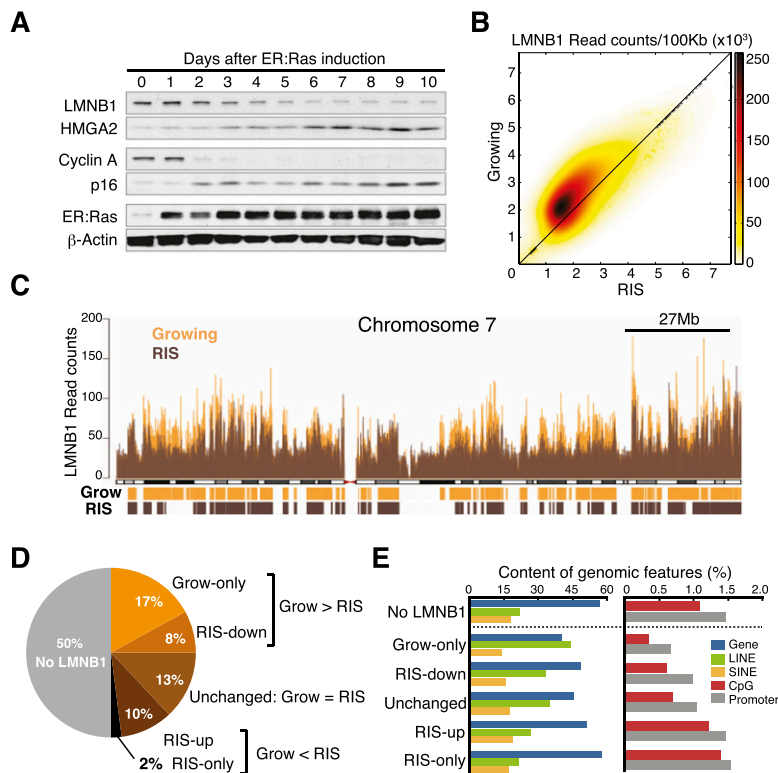 A
Days after ER:Ras induction
0 1 2 3 4 5 6 7 8 9 10
LMNB1
HMGA2
Cyclin A
p16
ER:Ras
β-Actin
B
LMNB1 Read counts/100Kb (x10³)
Growing
7
6
5
4
3
2
1
0 1 2 3 4 5 6 7
RIS
250
200
150
100
50
0
C
LMNB1 Read counts
200
150
100
50
0
Growing
RIS
Chromosome 7
27Mb
Grow
RIS
D
50%
No LMNB1
17%
8%
13%
10%
2%
Grow-only
RIS-down
Grow > RIS
Unchanged: Grow = RIS
RIS-up
RIS-only
Grow < RIS
E
Content of genomic features (%)
0 15 30 45 60
0 0.5 1.0 1.5 2.0
No LMNB1
Grow-only
RIS-down
Unchanged
RIS-up
RIS-only
Gene
LINE
SINE
CpG
Promoter